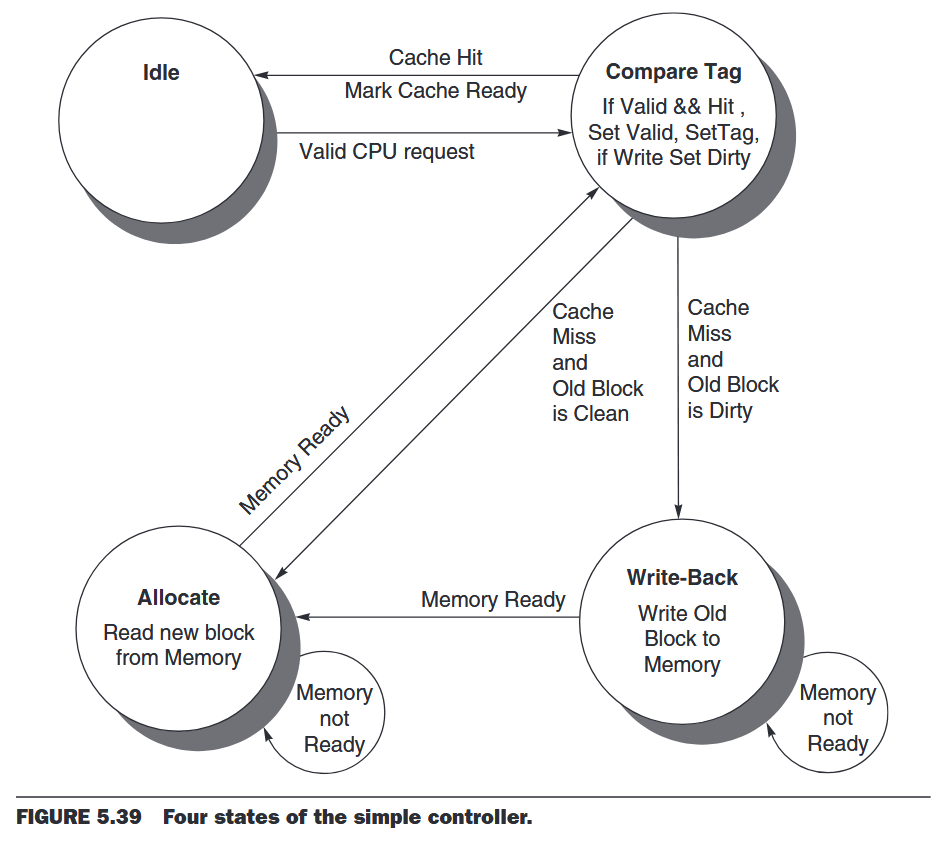 Idle
Cache Hit
Mark Cache Ready
Valid CPU request
Compare Tag
If Valid && Hit ,
Set Valid, SetTag,
if Write Set Dirty
Cache
Miss
and
Old Block
is Clean
Cache
Miss
and
Old Block
is Dirty
Memory Ready
Allocate
Read new block
from Memory
Memory
not
Ready
Memory Ready
Write-Back
Write Old
Block to
Memory
Memory
not
Ready
FIGURE 5.39 Four states of the simple controller.